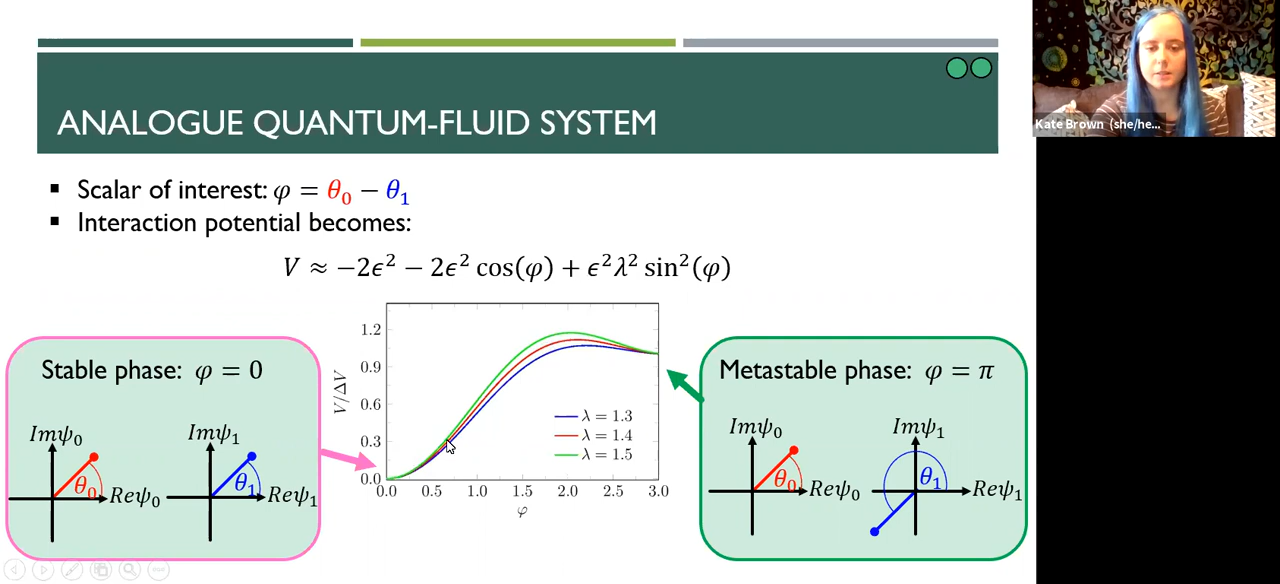 ANALOGUE QUANTUM-FLUID SYSTEM
Kate Brown (she/he...
▪ Scalar of interest: φ = θ₀ − θ₁
▪ Interaction potential becomes:
V ≈ −2ϵ² − 2ϵ² cos(φ) + ϵ²λ² sin²(φ)
Stable phase: φ = 0
Imψ₀
Imψ₁
θ₀
Reψ₀
θ₁
Reψ₁
V/ΔV
1.2
0.9
0.6
0.3
0.0
λ = 1.3
λ = 1.4
λ = 1.5
0.0 0.5 1.0 1.5 2.0 2.5 3.0
φ
Metastable phase: φ = π
Imψ₀
Imψ₁
θ₀
Reψ₀
θ₁
Reψ₁